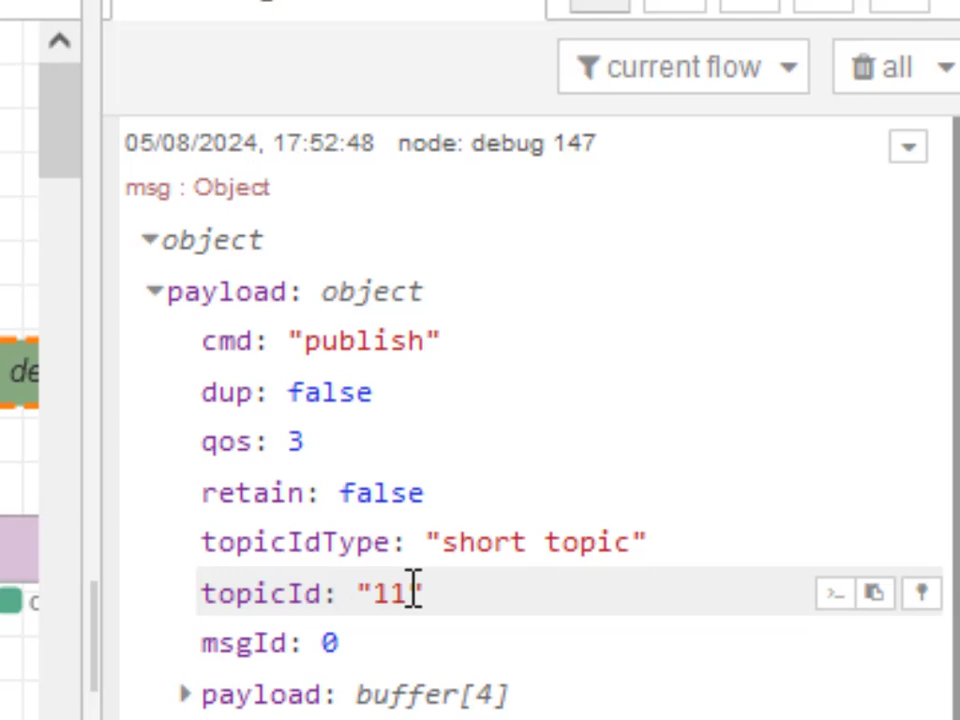 current flow
all
05/08/2024, 17:52:48 node: debug 147
msg : Object
object
payload: object
cmd: "publish"
dup: false
qos: 3
retain: false
topicIdType: "short topic"
topicId: "11"
msgId: 0
payload: buffer[4]
de